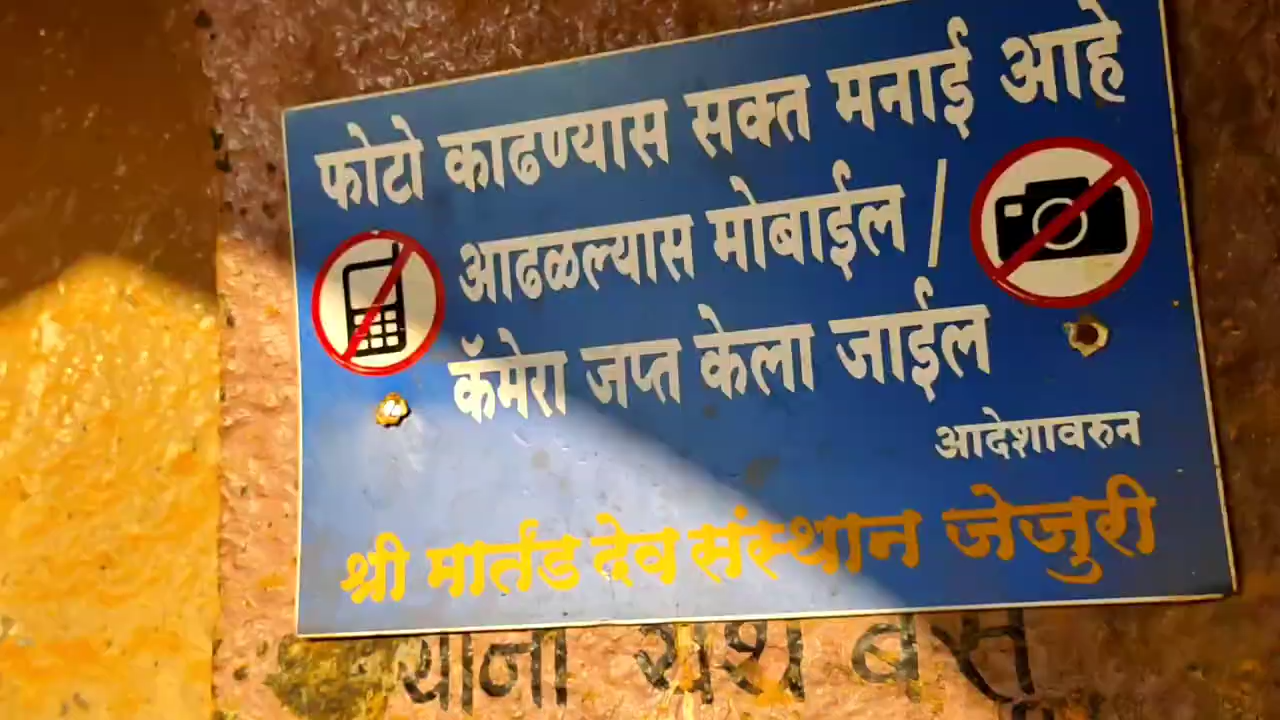 फोटो काढण्यास सक्त मनाई आहे
आढळल्यास मोबाईल /
कॅमेरा जप्त केला जाईल
आदेशावरुन
श्री मार्तंड देव संस्थान जेजुरी